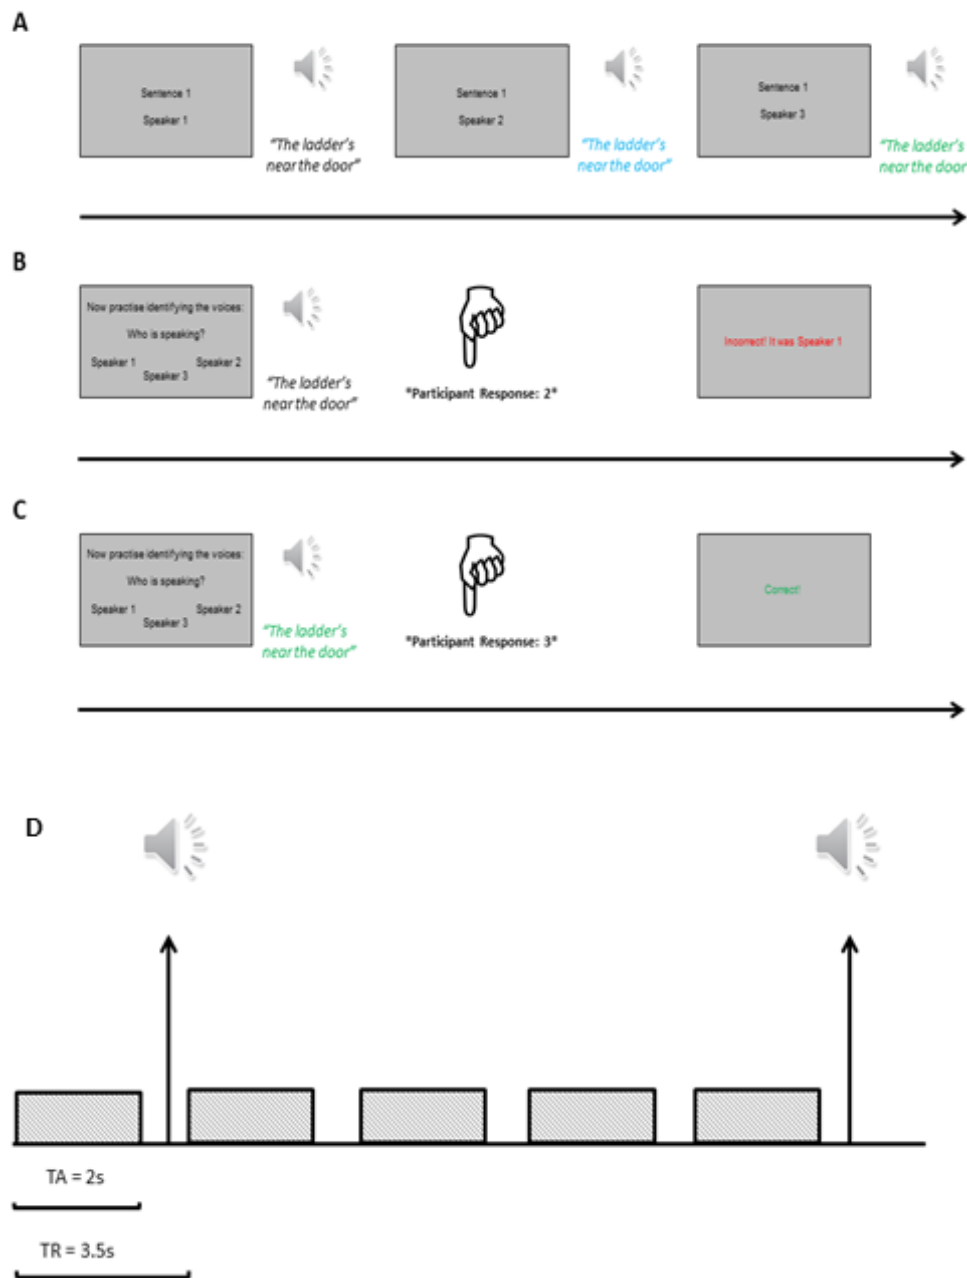 A
Sentence 1
Speaker 1
"The ladder's
near the door"
Sentence 1
Speaker 2
"The ladder's
near the door"
Sentence 1
Speaker 3
"The ladder's
near the door
B
Now practise identifying the voices:
Who is speaking?
Speaker 1
Speaker 2
Speaker 3
"The ladder's
near the door"
*Participant Response: 2*
Incorrect! It was Speaker 1
C
Now practise identifying the voices:
Who is speaking?
Speaker 1
Speaker 2
Speaker 3
"The ladder's
near the door"
*Participant Response: 3*
Correct!
D
TA = 2s
TR = 3.5s